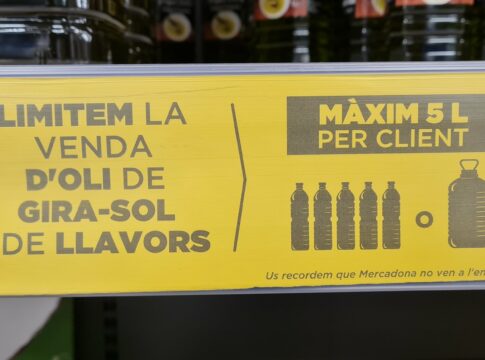 LIMITEM LA
VENDA
D'OLI DE
GIRA-SOL
DE LLAVORS
MÀXIM 5 L
PER CLIENT
o
Us recordem que Mercadona no ven a l'en